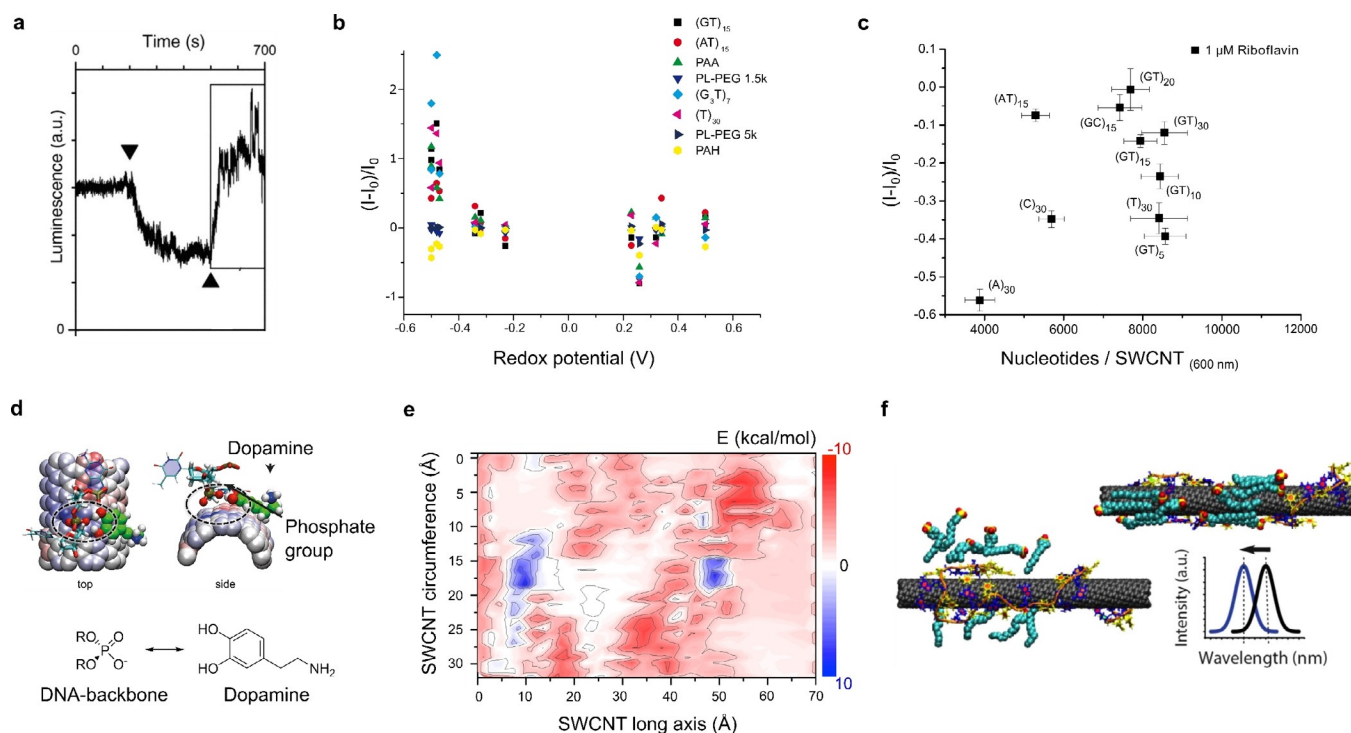 a
Time (s)
0
700
Luminescence (a.u.)
0
b
(GT)15
(AT)15
PAA
PL-PEG 1.5k
(G3T)7
(T)30
PL-PEG 5k
PAH
(I-I0)/I0
2
1
0
-1
-0.6
-0.4
-0.2
0.0
0.2
0.4
0.6
Redox potential (V)
c
1 µM Riboflavin
(I-I0)/I0
0.1
0.0
-0.1
-0.2
-0.3
-0.4
-0.5
-0.6
(GT)20
(AT)15
(GC)15
(GT)30
(GT)15
(GT)10
(C)30
(T)30
(GT)5
(A)30
4000
6000
8000
10000
12000
Nucleotides / SWCNT (600 nm)
d
Dopamine
Phosphate
group
top
side
RO
O
P
RO
O-
HO
HO
NH2
DNA-backbone
Dopamine
e
E (kcal/mol)
-10
0
10
SWCNT circumference (Å)
0
5
10
15
20
25
30
0
10
20
30
40
50
60
70
SWCNT long axis (Å)
f
Intensity (a.u.)
Wavelength (nm)